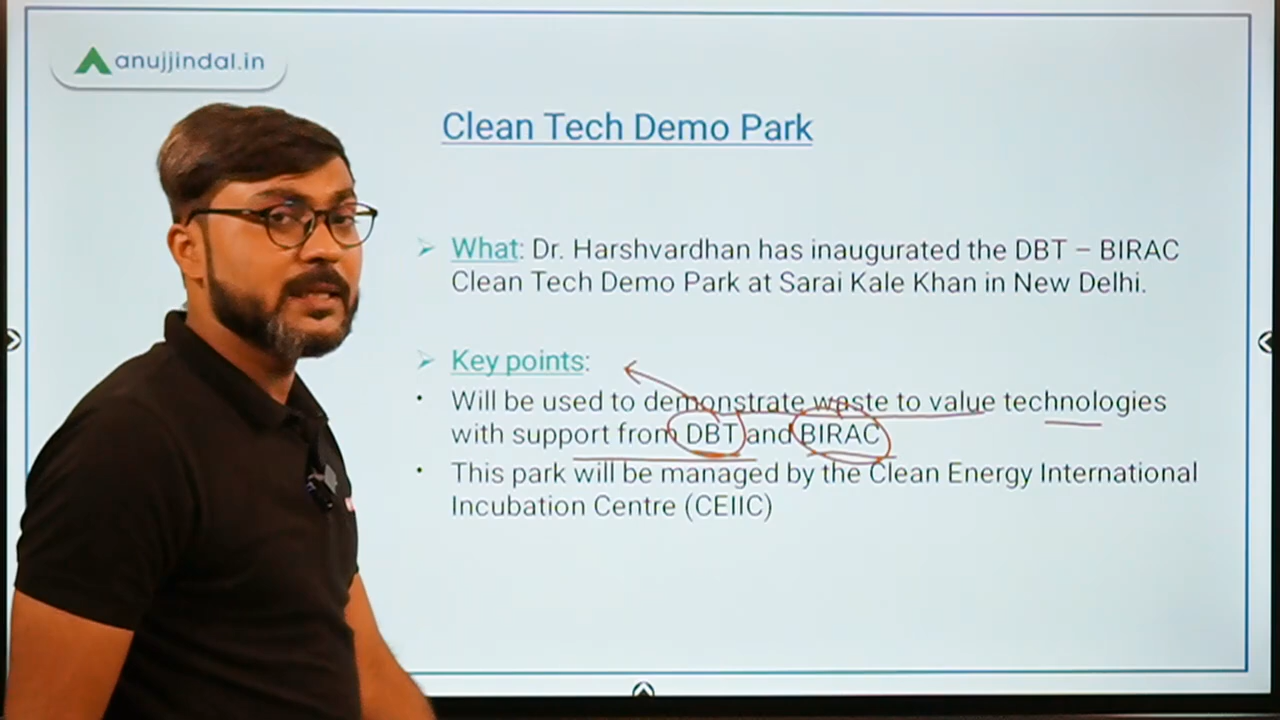 anujjindal.in
Clean Tech Demo Park
What: Dr. Harshvardhan has inaugurated the DBT – BIRAC
Clean Tech Demo Park at Sarai Kale Khan in New Delhi.
Key points:
Will be used to demonstrate waste to value technologies
with support from DBT and BIRAC
This park will be managed by the Clean Energy International
Incubation Centre (CEIIC)